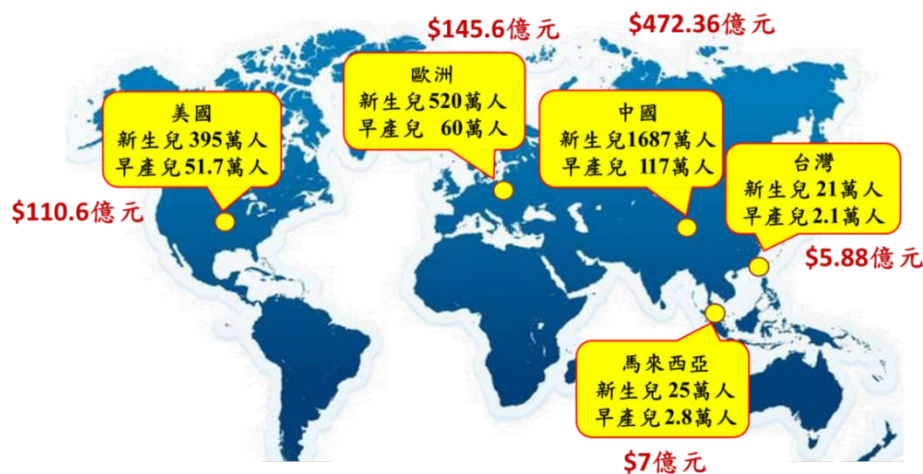 $145.6億元
$472.36億元
美國
新生兒 395萬人
早產兒51.7萬人
$110.6億元
歐洲
新生兒520萬人
早產兒 60萬人
中國
新生兒1687萬人
早產兒 117萬人
台灣
新生兒 21萬人
早產兒2.1萬人
$5.88億元
馬來西亞
新生兒25萬人
早產兒2.8萬人
$7億元